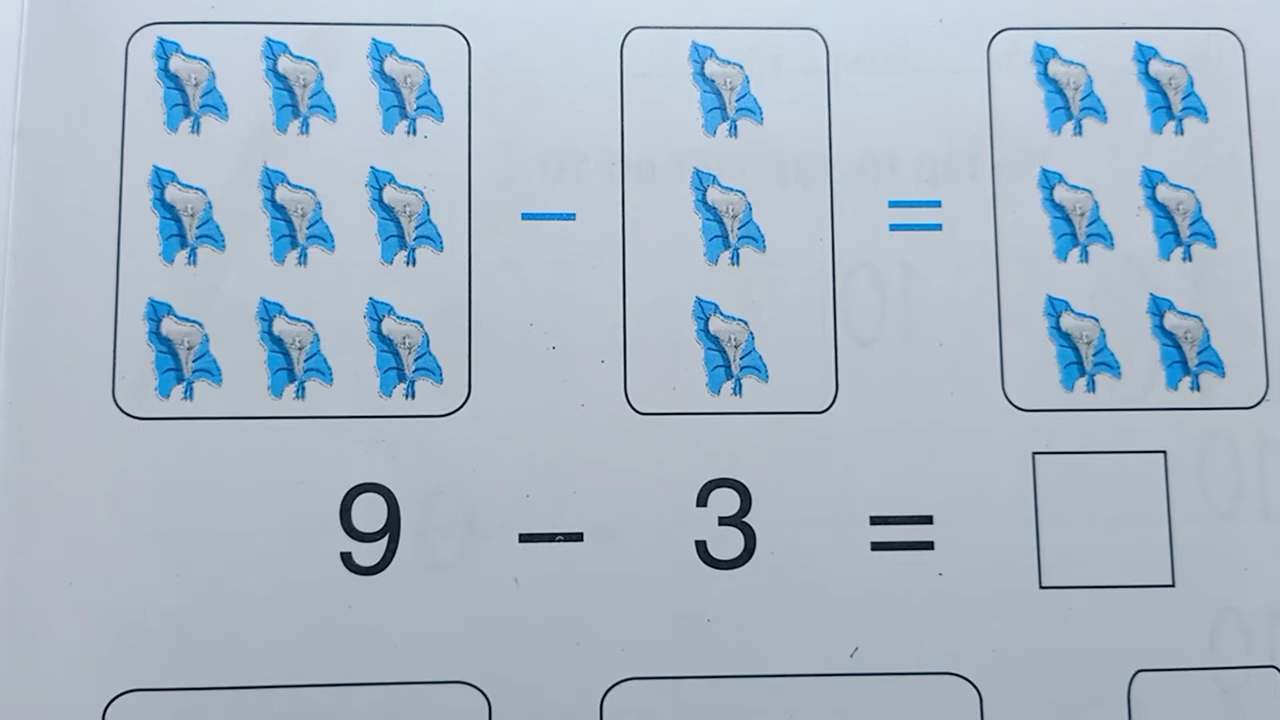 − =
9 − 3 =